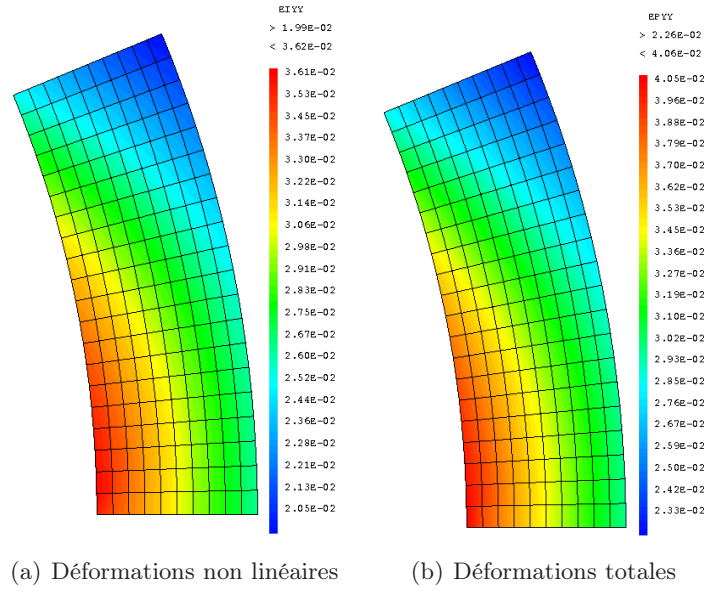 EIYY
> 1.99E-02
< 3.62E-02
3.61E-02
3.53E-02
3.45E-02
3.37E-02
3.30E-02
3.22E-02
3.14E-02
3.06E-02
2.98E-02
2.91E-02
2.83E-02
2.75E-02
2.67E-02
2.60E-02
2.52E-02
2.44E-02
2.36E-02
2.28E-02
2.21E-02
2.13E-02
2.05E-02
EPYY
> 2.26E-02
< 4.06E-02
4.05E-02
3.96E-02
3.88E-02
3.79E-02
3.70E-02
3.62E-02
3.53E-02
3.45E-02
3.36E-02
3.27E-02
3.19E-02
3.10E-02
3.02E-02
2.93E-02
2.85E-02
2.76E-02
2.67E-02
2.59E-02
2.50E-02
2.42E-02
2.33E-02
(a) Déformations non linéaires
(b) Déformations totales